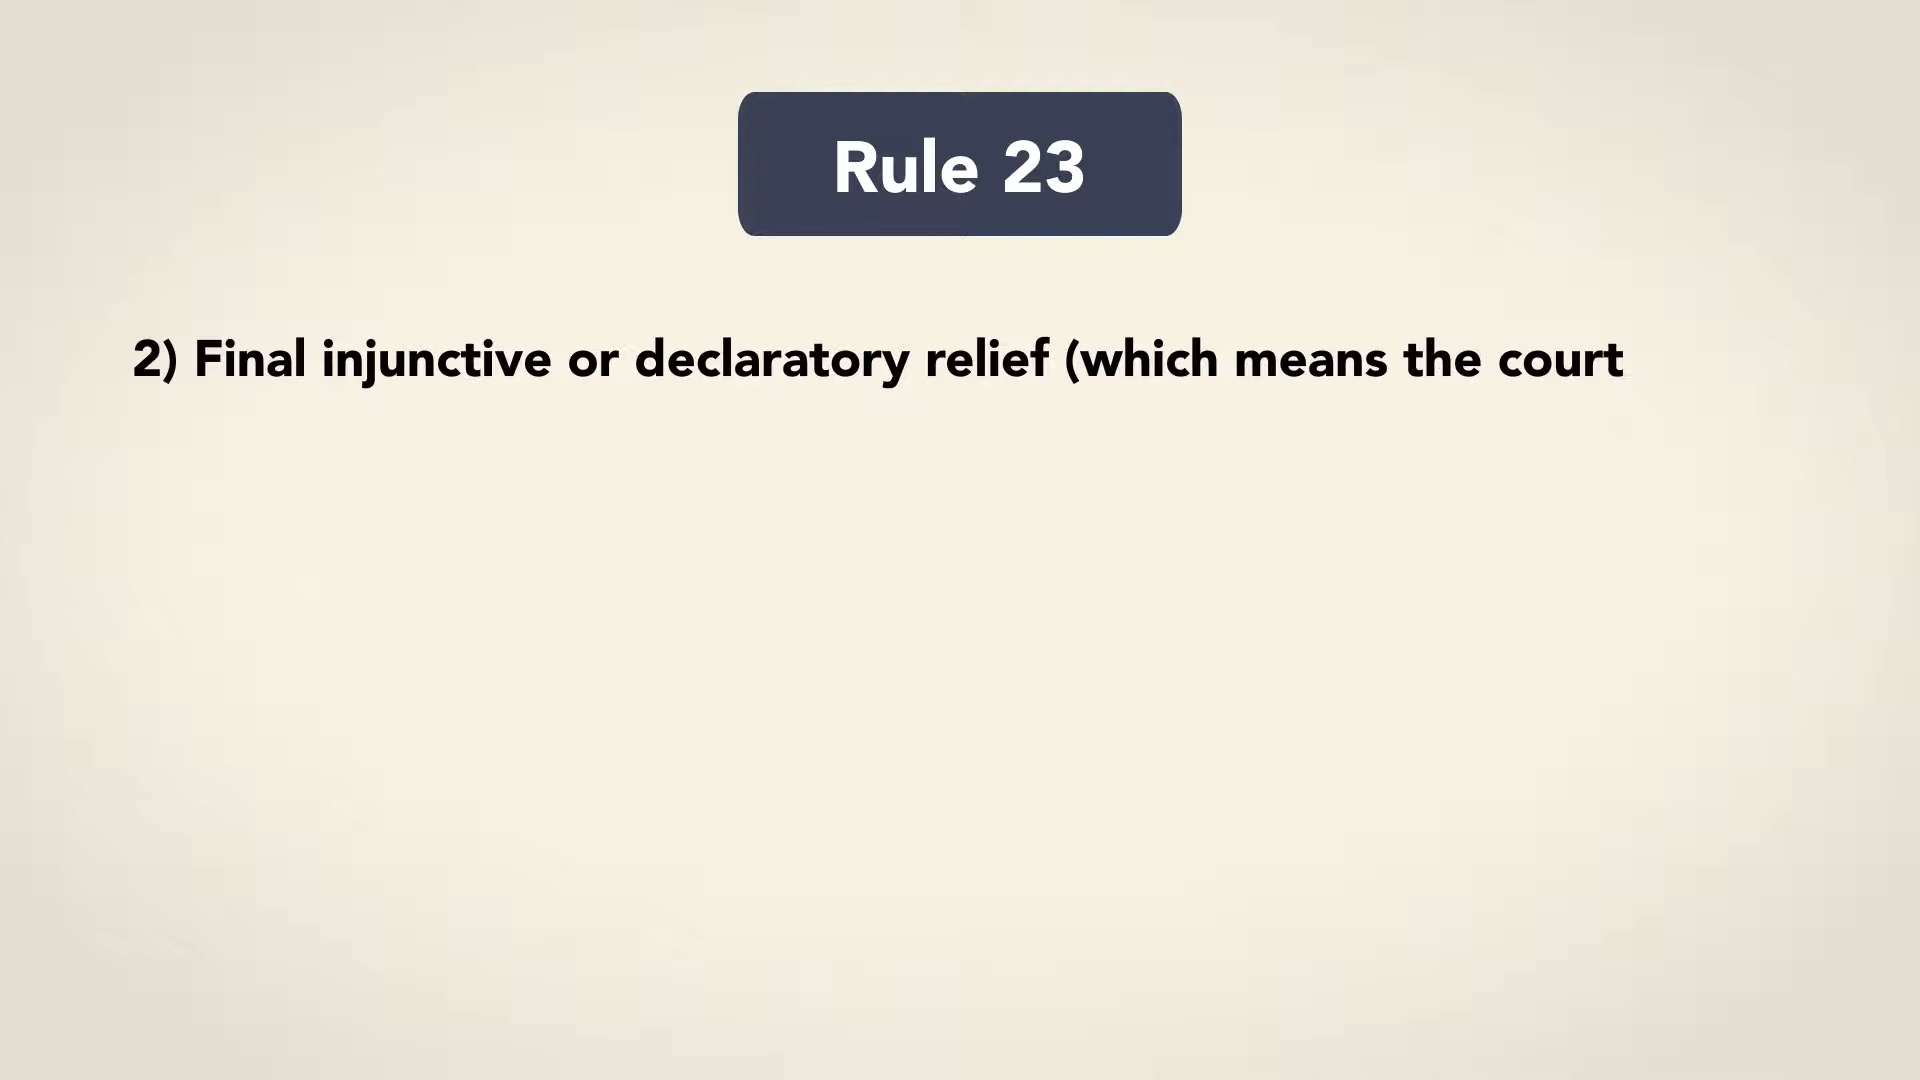 Rule 23
2) Final injunctive or declaratory relief (which means the court